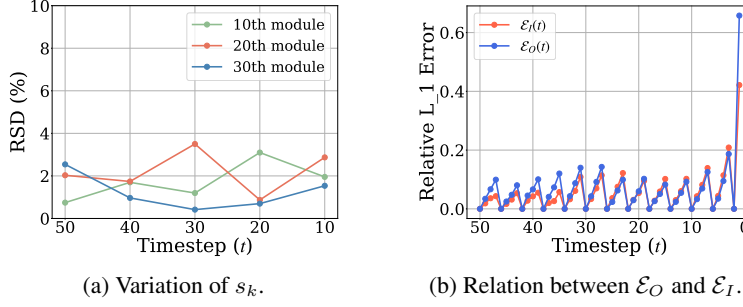 10
8
6
4
2
0
RSD (%)
10th module
20th module
30th module
50 40 30 20 10
Timestep (t)
(a) Variation of s_k.
0.6
0.4
0.2
0.0
Relative L_1 Error
ℰ_I(t)
ℰ_O(t)
50 40 30 20 10 0
Timestep (t)
(b) Relation between ℰ_O and ℰ_I.